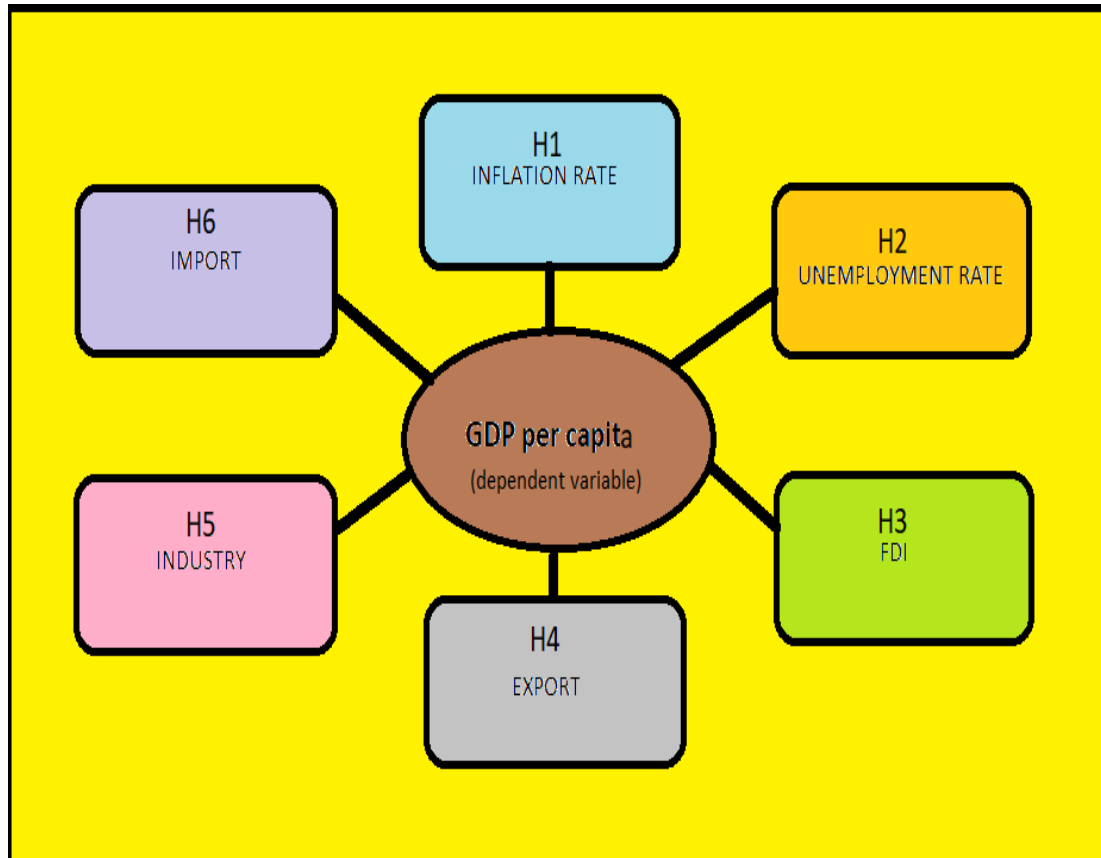 H1
INFLATION RATE
H2
UNEMPLOYMENT RATE
H3
FDI
H4
EXPORT
H5
INDUSTRY
H6
IMPORT
GDP per capita
(dependent variable)